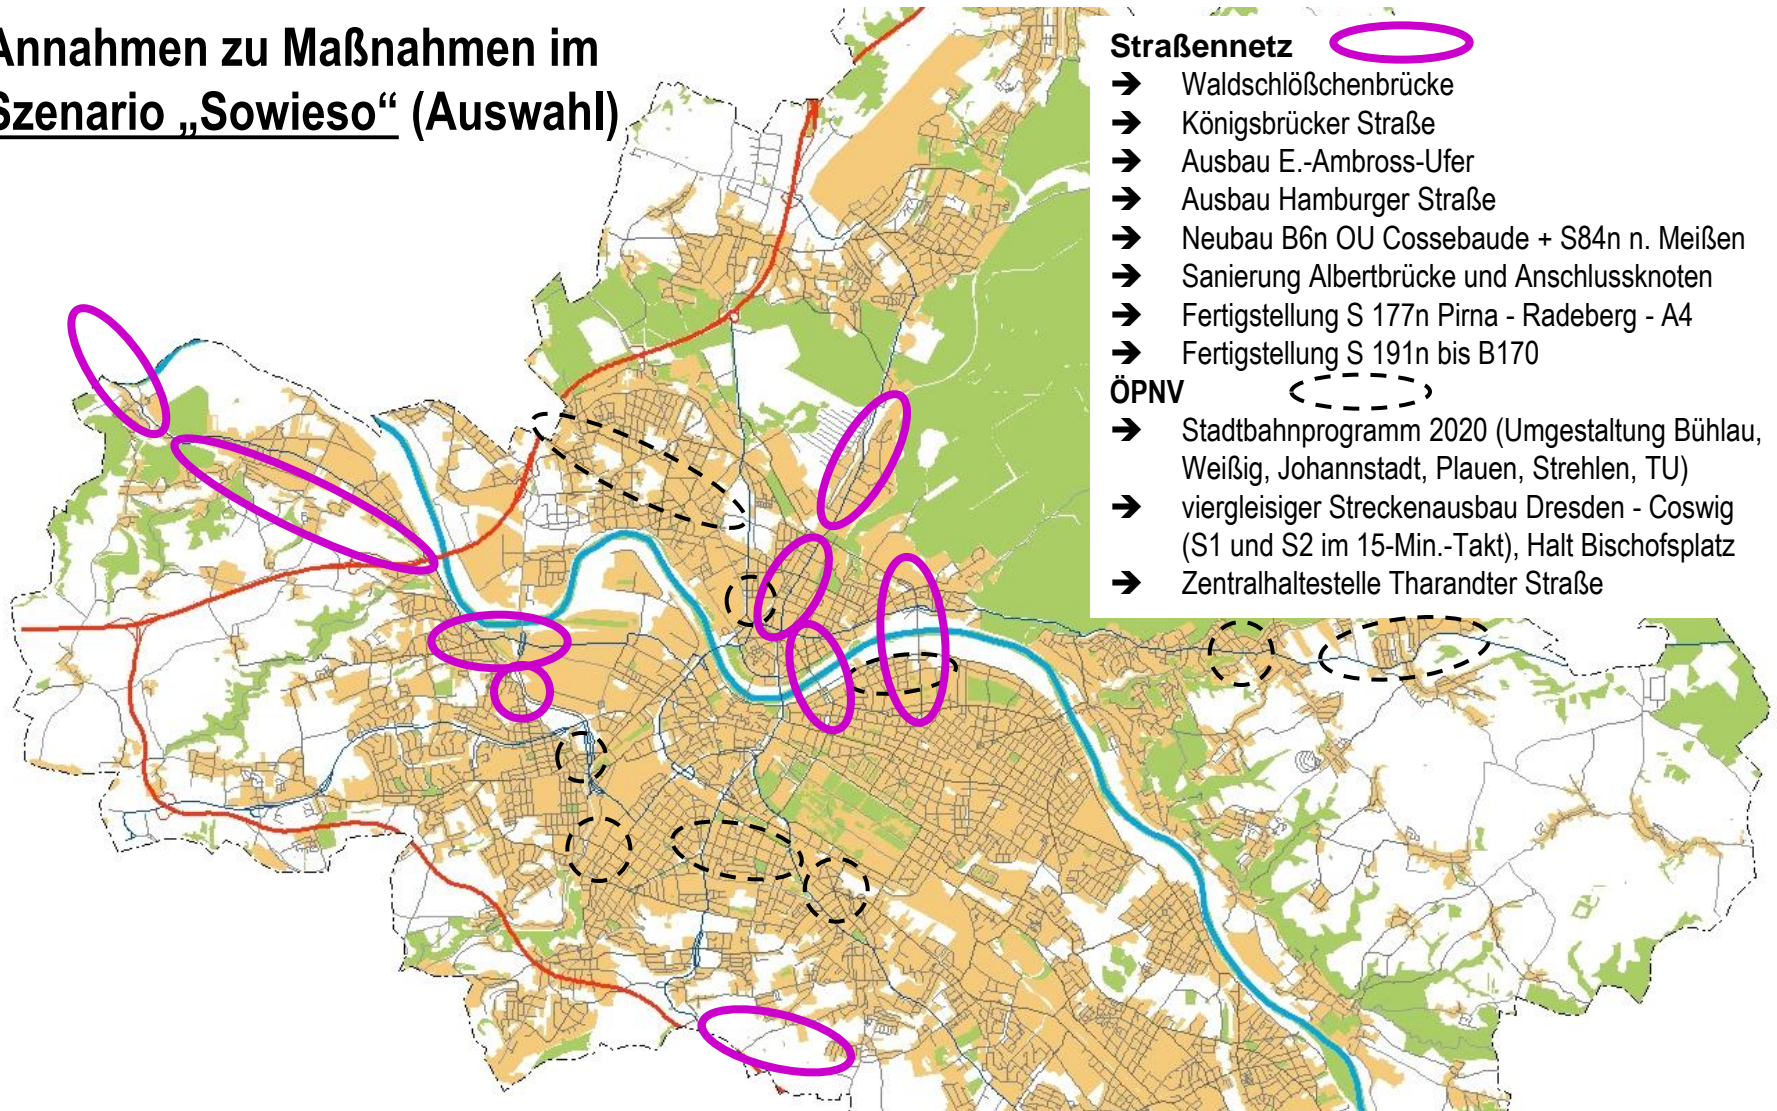 Annahmen zu Maßnahmen im
Szenario „Sowieso“ (Auswahl)
Straßennetz
➔ Waldschlößchenbrücke
➔ Königsbrücker Straße
➔ Ausbau E.-Ambross-Ufer
➔ Ausbau Hamburger Straße
➔ Neubau B6n OU Cossebaude + S84n n. Meißen
➔ Sanierung Albertbrücke und Anschlussknoten
➔ Fertigstellung S 177n Pirna - Radeberg - A4
➔ Fertigstellung S 191n bis B170
ÖPNV
➔ Stadtbahnprogramm 2020 (Umgestaltung Bühlau,
Weißig, Johannstadt, Plauen, Strehlen, TU)
➔ viergleisiger Streckenausbau Dresden - Coswig
(S1 und S2 im 15-Min.-Takt), Halt Bischofsplatz
➔ Zentralhaltestelle Tharandter Straße